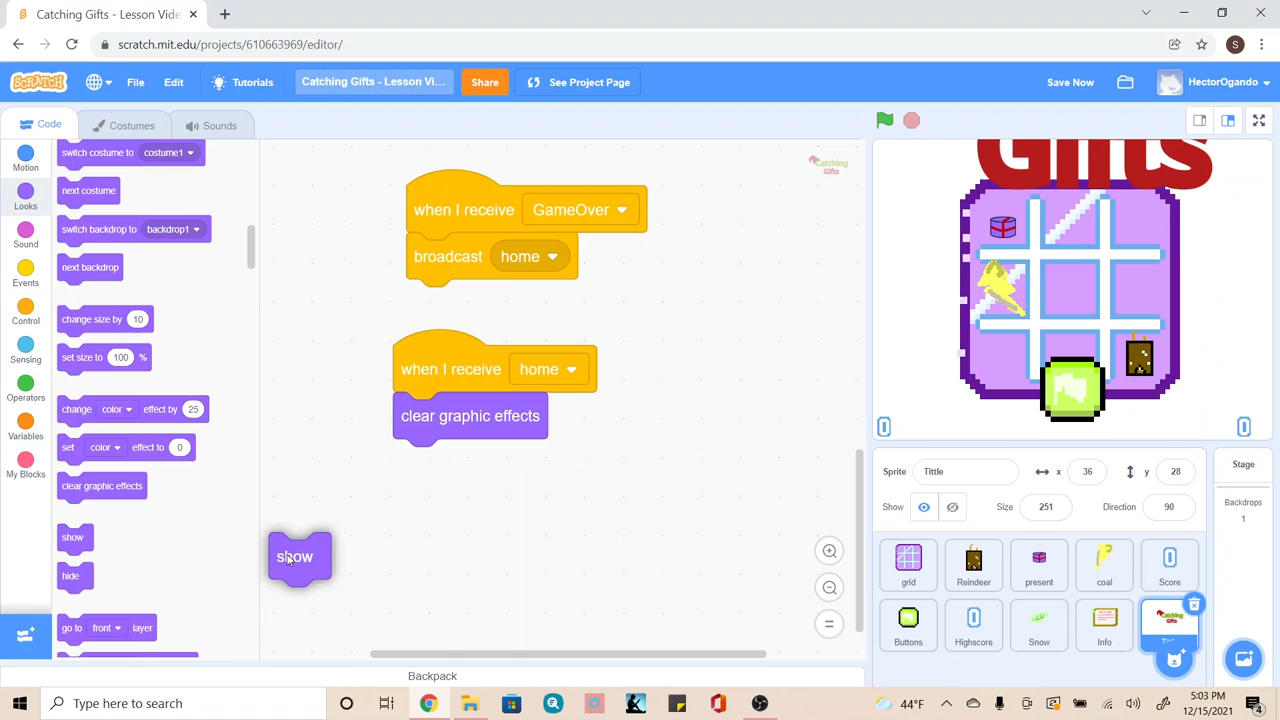 Catching Gifts - Lesson Vide
scratch.mit.edu/projects/610663969/editor/
S
SCRATCH
File
Edit
Tutorials
Catching Gifts - Lesson Vi...
Share
See Project Page
Save Now
HectorOgando
Code
Costumes
Sounds
Motion
Looks
Sound
Events
Control
Sensing
Operators
Variables
My Blocks
switch costume to costume1
next costume
switch backdrop to backdrop1
next backdrop
change size by 10
set size to 100 %
change color effect by 25
set color effect to 0
clear graphic effects
show
hide
go to front layer
when I receive GameOver
broadcast home
when I receive home
clear graphic effects
show
Catching
Gifts
Gifts
Sprite Tittle x 36 y 28
Show Size 251 Direction 90
grid
Reindeer
present
coal
Score
Buttons
Highscore
Snow
Info
Catching
Gifts
Stage
Backdrops
1
Backpack
Type here to search
44°F
5:03 PM
12/15/2021
4